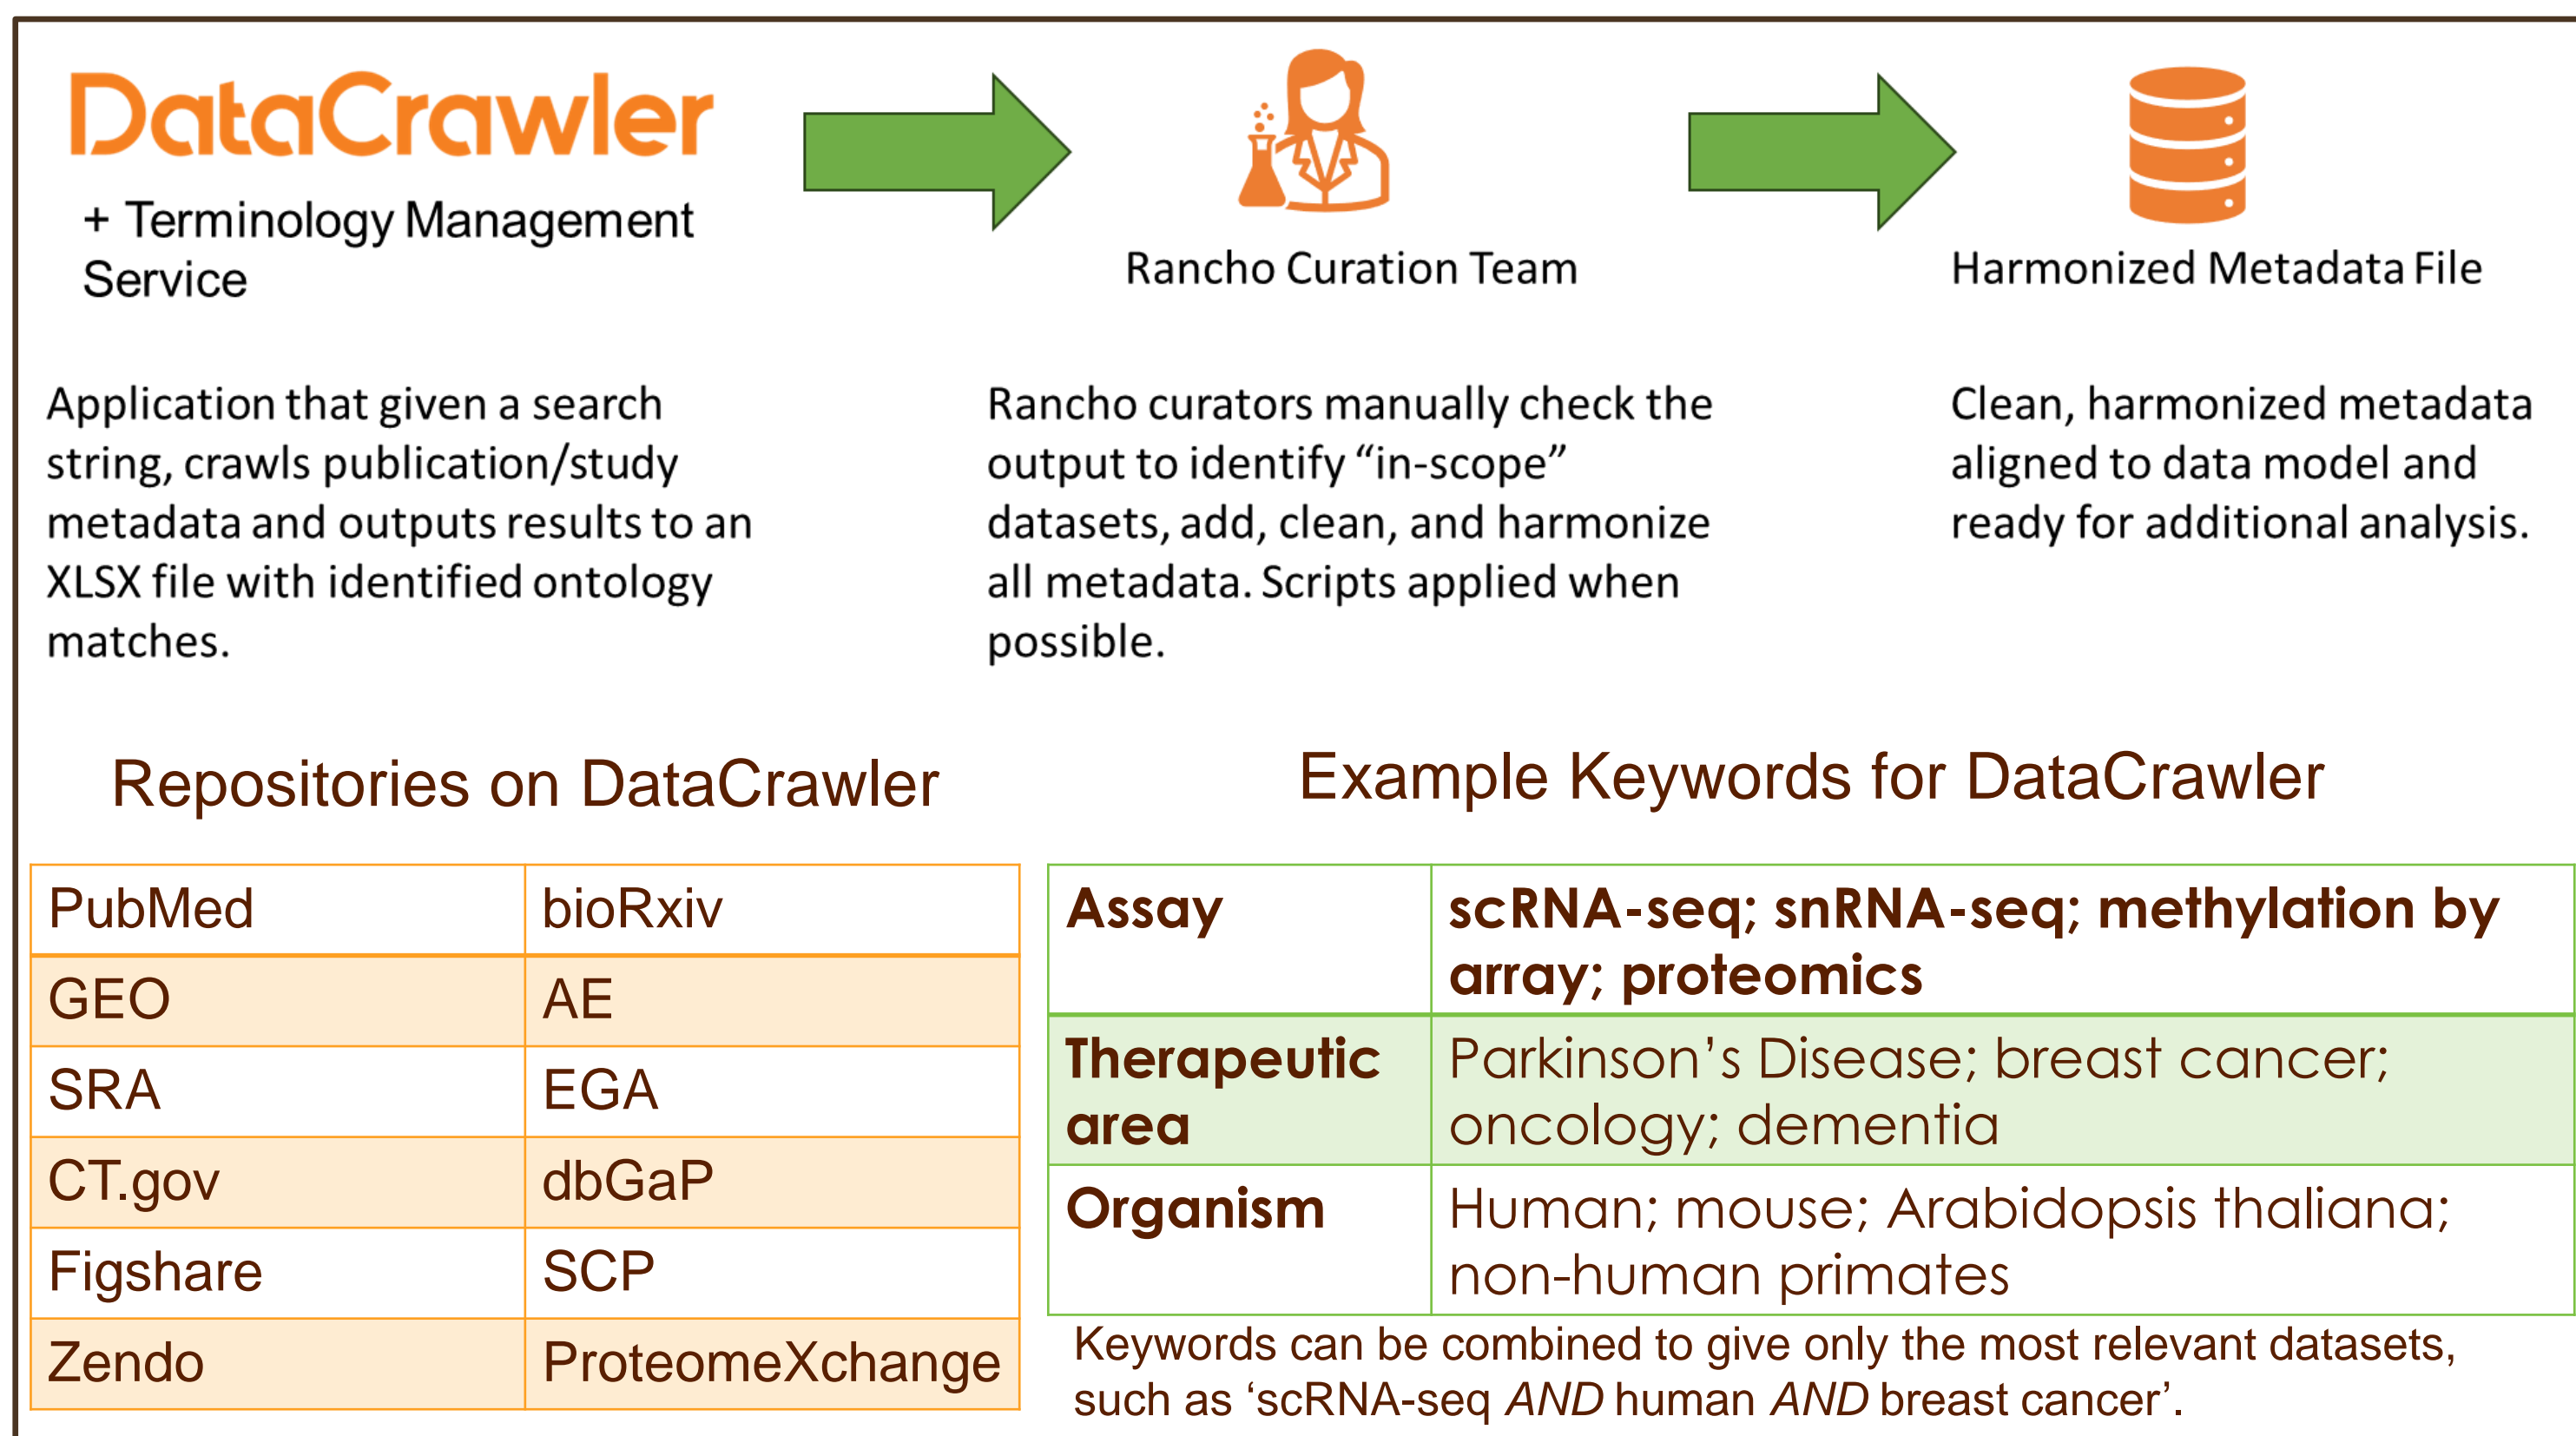 DataCrawler
+ Terminology Management
Service
Rancho Curation Team
Harmonized Metadata File
Application that given a search
string, crawls publication/study
metadata and outputs results to an
XLSX file with identified ontology
matches.
Rancho curators manually check the
output to identify “in-scope”
datasets, add, clean, and harmonize
all metadata. Scripts applied when
possible.
Clean, harmonized metadata
aligned to data model and
ready for additional analysis.
Repositories on DataCrawler
PubMed bioRxiv
GEO AE
SRA EGA
CT.gov dbGaP
Figshare SCP
Zendo ProteomeXchange
Example Keywords for DataCrawler
Assay scRNA-seq; snRNA-seq; methylation by
array; proteomics
Therapeutic Parkinson’s Disease; breast cancer;
area oncology; dementia
Organism Human; mouse; Arabidopsis thaliana;
non-human primates
Keywords can be combined to give only the most relevant datasets,
such as ‘scRNA-seq AND human AND breast cancer’.